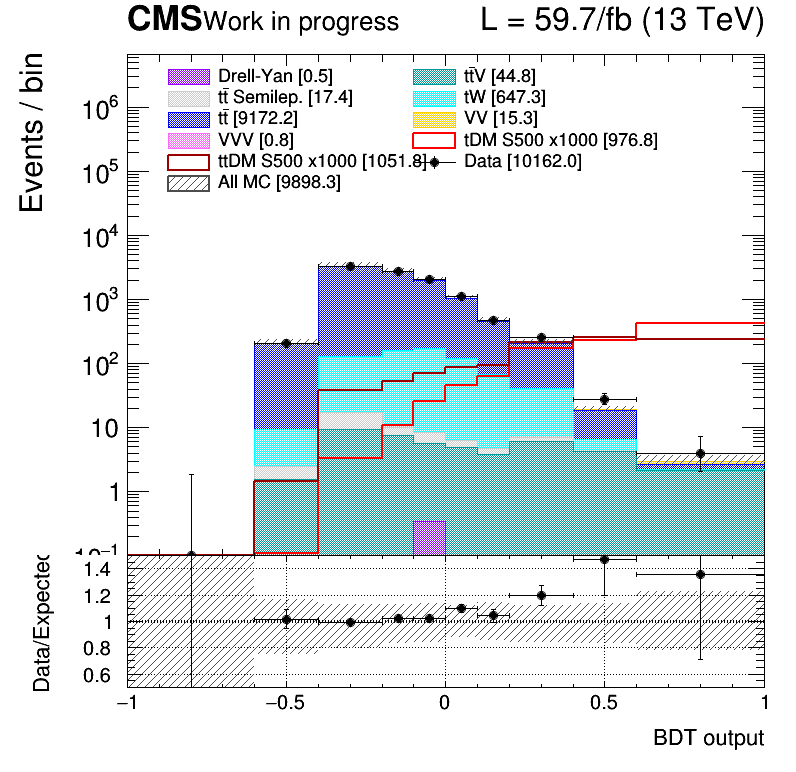 CMS Work in progress L = 59.7/fb (13 TeV)
Events / bin
Drell-Yan [0.5] tt̄V [44.8]
tt̄ Semilep. [17.4] tW [647.3]
tt̄ [9172.2] VV [15.3]
VVV [0.8] tDM S500 x1000 [976.8]
ttDM S500 x1000 [1051.8] Data [10162.0]
All MC [9898.3]
10⁶
10⁵
10⁴
10³
10²
10
1
10⁻¹
Data/Expected
1.4
1.2
1
0.8
0.6
−1 −0.5 0 0.5 1
BDT output